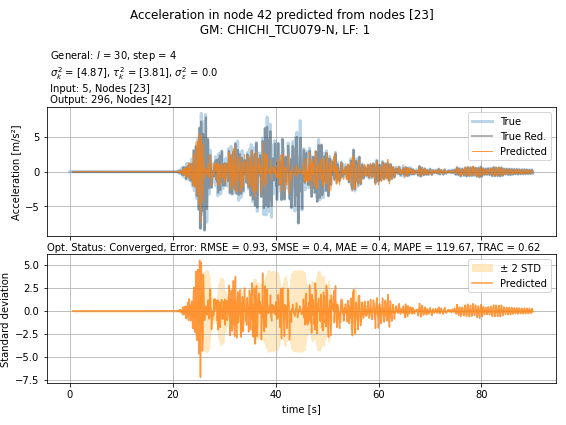 Acceleration in node 42 predicted from nodes [23]
GM: CHICHI_TCU079-N, LF: 1
General: l = 30, step = 4
σ²ₖ = [4.87], τ²ₖ = [3.81], σ²_ε = 0.0
Input: 5, Nodes [23]
Output: 296, Nodes [42]
Acceleration [m/s²]
5
0
−5
True
True Red.
Predicted
Opt. Status: Converged, Error: RMSE = 0.93, SMSE = 0.4, MAE = 0.4, MAPE = 119.67, TRAC = 0.62
Standard deviation
5.0
2.5
0.0
−2.5
−5.0
−7.5
± 2 STD
Predicted
0
20
40
60
80
time [s]